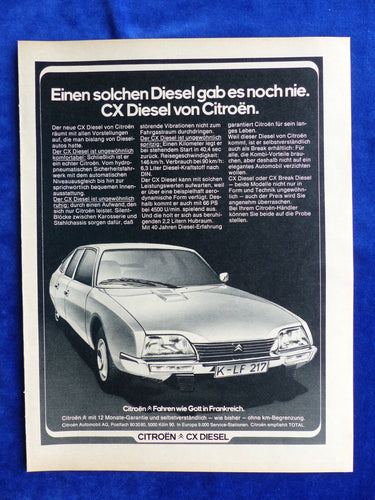 Einen solchen Diesel gab es noch nie.
CX Diesel von Citroën.
Der neue CX Diesel von Citroën
räumt mit allen Vorstellungen
auf, die man bislang von Diesel-
autos hatte.
Der CX Diesel ist ungewöhnlich
komfortabel: Schließlich ist er
ein echter Citroën. Vom hydro-
pneumatischen Sicherheitsfahr-
werk mit dem automatischen
Niveauausgleich bis hin zur
sprichwörtlich bequemen Innen-
ausstattung.
Der CX Diesel ist ungewöhnlich
ruhig: durch einen Aufwand, den
sich nur Citroën leistet. Silent-
Blöcke zwischen Karosserie und
Stahlchassis sorgen dafür, daß
störende Vibrationen nicht zum
Fahrgastraum durchdringen.
Der CX Diesel ist ungewöhnlich
spritzig: Einen Kilometer legt er
bei stehendem Start in 40,4 sec
zurück. Reisegeschwindigkeit:
146 km/h. Verbrauch bei 90 km/h:
Liter Dieselkraftstoff nach
DIN.
Der CX Diesel kann mit solchen
Leistungswerten aufwarten, weil
er über eine beispielhaft aero-
dynamische Form verfügt. Des-
halb kommt er auch mit 66 PS
bei 4500 U/min. spielend aus.
Und die holt er sich aus beruhi-
genden 2,2 Litern Hubraum.
Mit 40 Jahren Diesel-Erfahrung
garantiert Citroën für sein lan-
ges Leben.
Weil dieser Diesel von Citroën
kommt, ist er selbstverständlich
auch als Break erhältlich: Für
alle, die Kombi-Vorteile brau-
chen, aber deshalb nicht auf ein
elegantes Automobil verzichten
wollen.
CX Diesel oder CX Break Diesel
– beide Modelle nicht nur in
Form und Technik ungewöhn-
lich – auch der Preis wird Sie
angenehm überraschen.
Bei Ihrem Citroën-Händler
können Sie beide auf die Probe
stellen.
K-LF 217
Citroën Fahren wie Gott in Frankreich.
Citroën mit 12 Monate-Garantie und selbstverständlich – wie bisher – ohne km-Begrenzung.
Citroën Automobil AG, Postfach 903080, 5000 Köln 90. In Europa 9.000 Service-Stationen. Citroën empfiehlt TOTAL.
CITROËN CX DIESEL